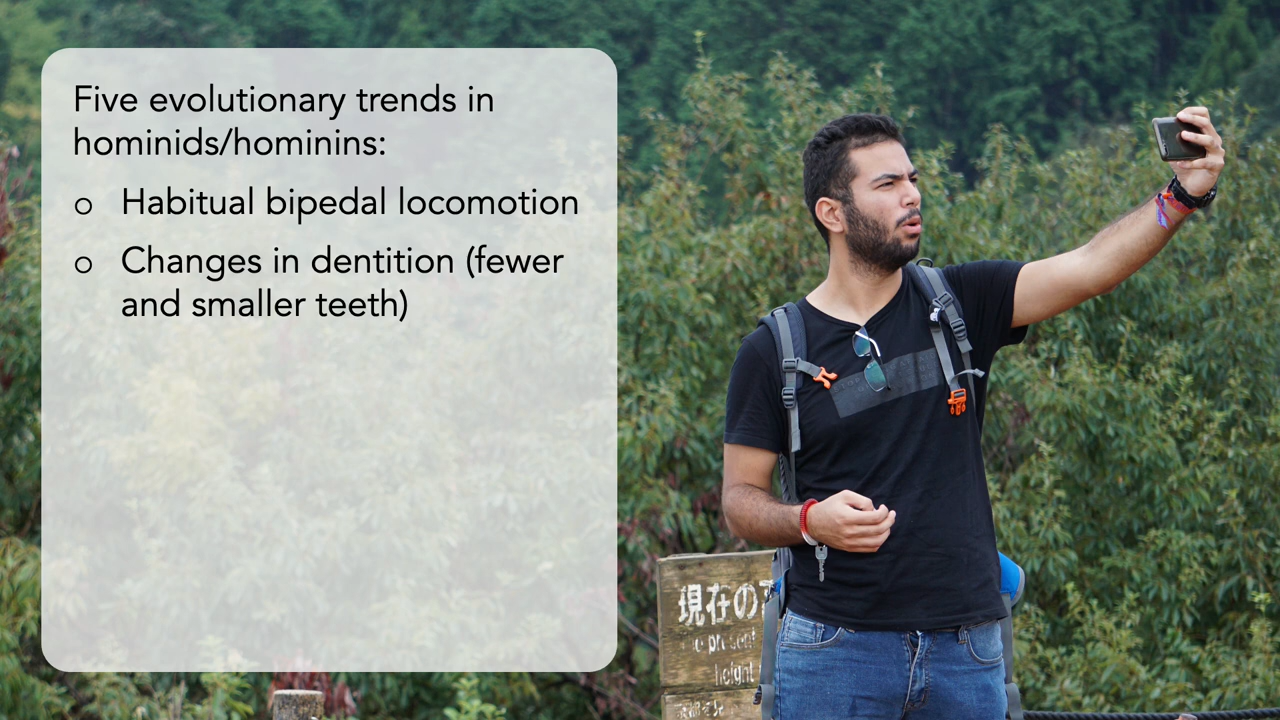 Five evolutionary trends in
hominids/hominins:
o Habitual bipedal locomotion
o Changes in dentition (fewer
and smaller teeth)
現在の
present
height